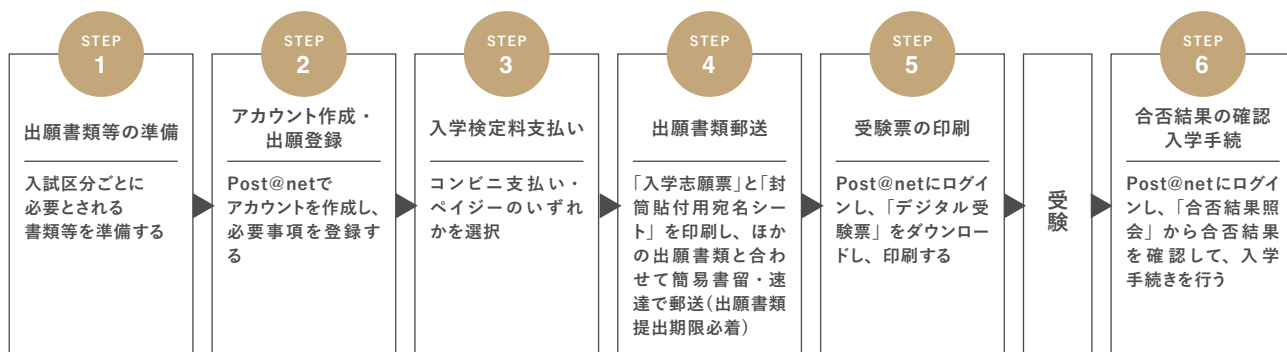 STEP
1
出願書類等の準備
入試区分ごとに
必要とされる
書類等を準備する
STEP
2
アカウント作成・
出願登録
Post@netで
アカウントを作成し、
必要事項を登録す
る
STEP
3
入学検定料支払い
コンビニ支払い・
ペイジーのいずれ
かを選択
STEP
4
出願書類郵送
「入学志願票」と「封
筒貼付用宛名シー
ト」を印刷し、ほか
の出願書類と合わ
せて簡易書留・速
達で郵送(出願書類
提出期限必着)
STEP
5
受験票の印刷
Post@netにログイ
ンし、「デジタル受
験票」をダウンロー
ドし、印刷する
受験
STEP
6
合否結果の確認
入学手続
Post@netにログイ
ンし、「合否結果照
会」から合否結果
を確認して、入学
手続きを行う